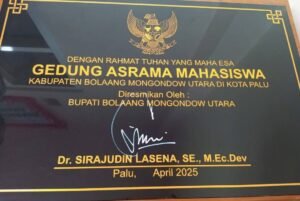 DENGAN RAHMAT TUHAN YANG MAHA ESA
GEDUNG ASRAMA MAHASISWA
KABUPATEN BOLAANG MONGONDOW UTARA DI KOTA PALU
Diresmikan Oleh :
BUPATI BOLAANG MONGONDOW UTARA
Dr. SIRAJUDIN LASENA, SE., M.Ec.Dev
Palu, April 2025